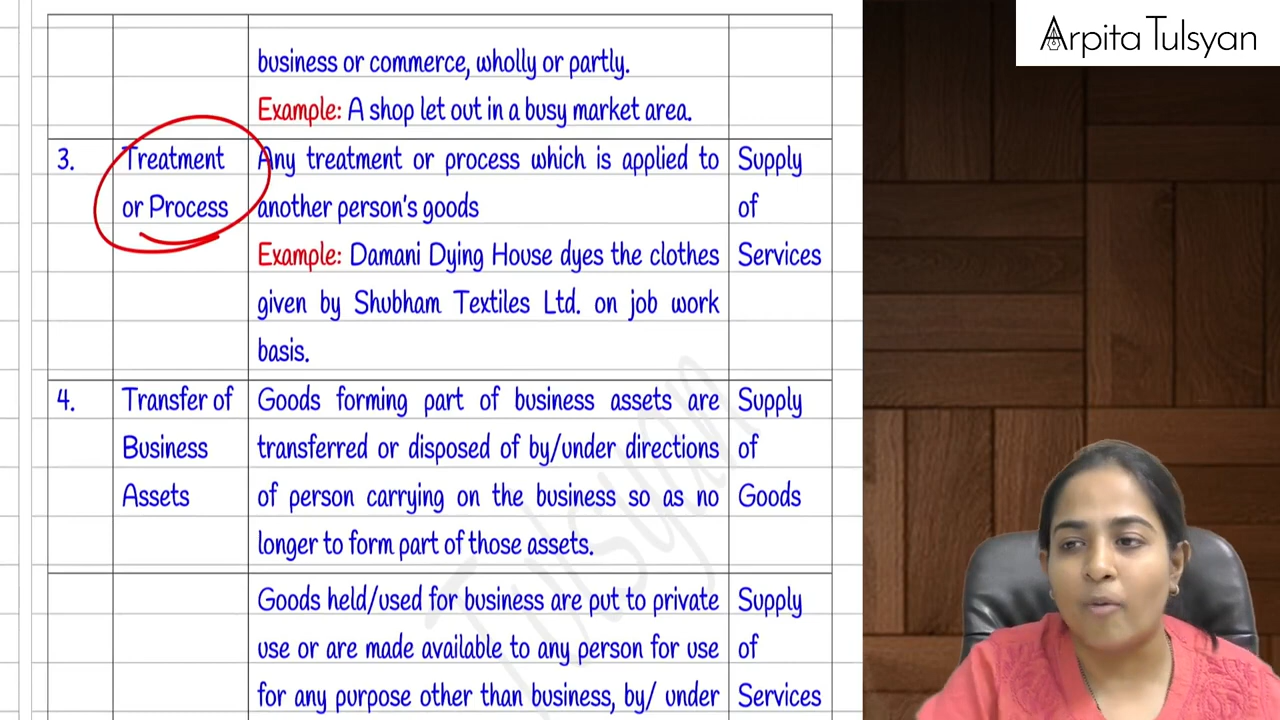 Arpita Tulsyan
business or commerce, wholly or partly.
Example: A shop let out in a busy market area.
3. Treatment or Process
Any treatment or process which is applied to
another person's goods
Example: Damani Dying House dyes the clothes
given by Shubham Textiles Ltd. on job work
basis.
Supply
of
Services
4. Transfer of
Business
Assets
Goods forming part of business assets are
transferred or disposed of by/under directions
of person carrying on the business so as no
longer to form part of those assets.
Supply
of
Goods
Goods held/used for business are put to private
use or are made available to any person for use
for any purpose other than business, by/ under
Supply
of
Services
Tulsyan